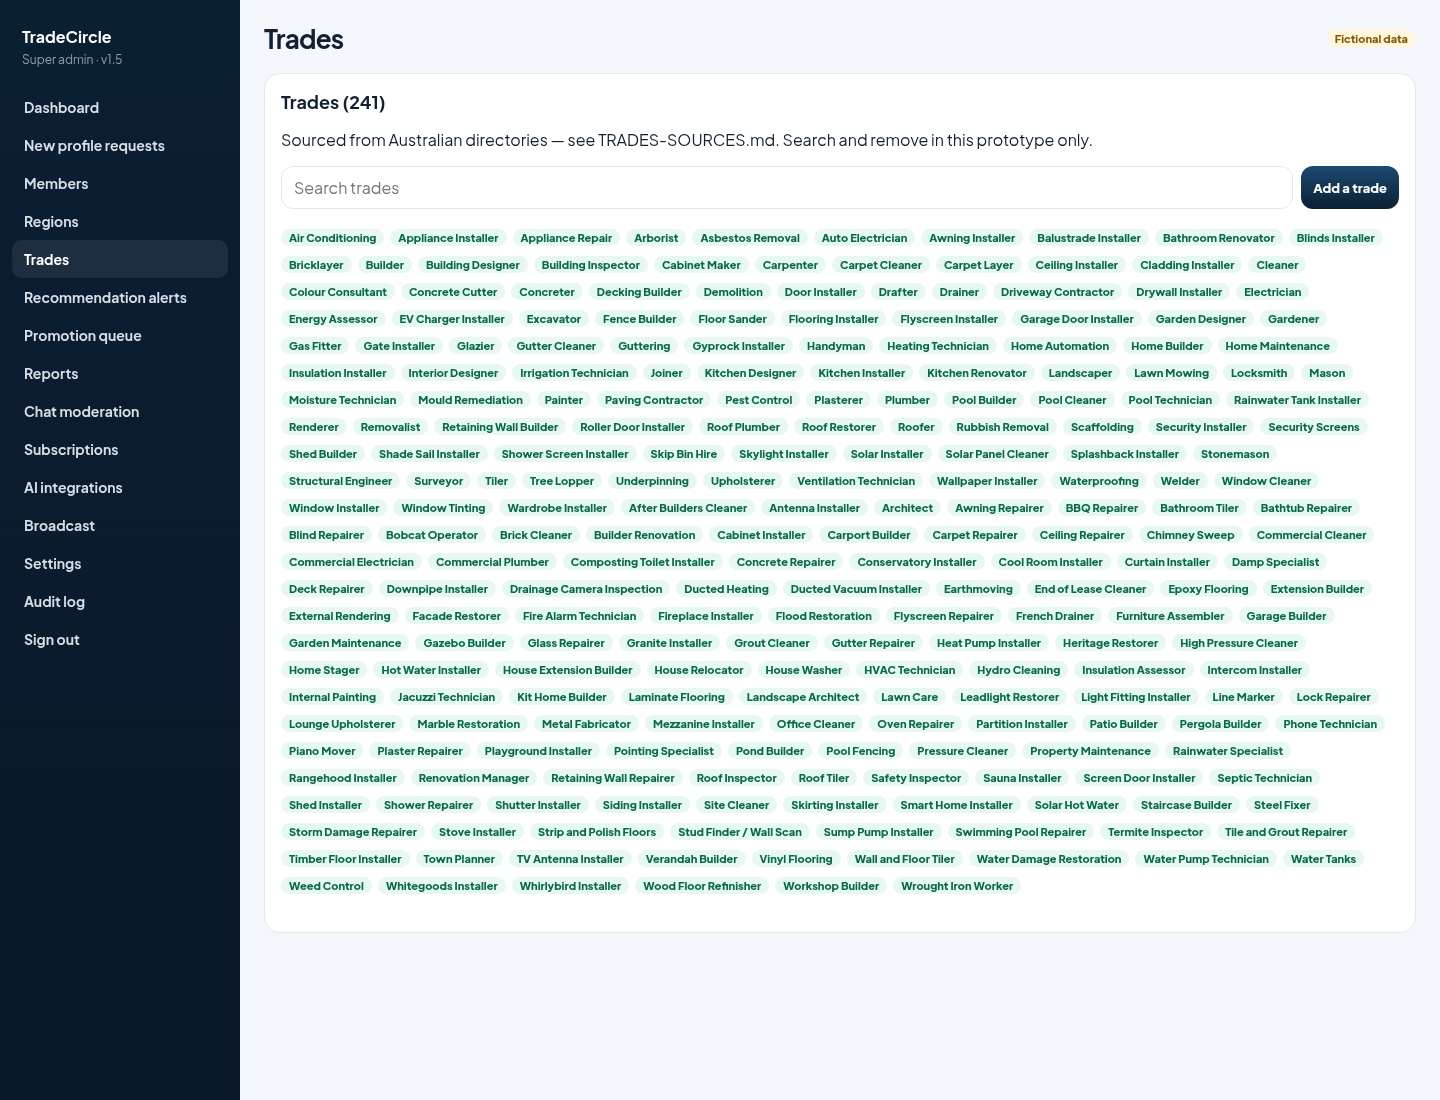 TradeCircle
Super admin · v1.5
Dashboard
New profile requests
Members
Regions
Trades
Recommendation alerts
Promotion queue
Reports
Chat moderation
Subscriptions
AI integrations
Broadcast
Settings
Audit log
Sign out
Trades
Fictional data
Trades (241)
Sourced from Australian directories — see TRADES-SOURCES.md. Search and remove in this prototype only.
Search trades
Add a trade
Air Conditioning Appliance Installer Appliance Repair Arborist Asbestos Removal Auto Electrician Awning Installer Balustrade Installer Bathroom Renovator Blinds Installer
Bricklayer Builder Building Designer Building Inspector Cabinet Maker Carpenter Carpet Cleaner Carpet Layer Ceiling Installer Cladding Installer Cleaner
Colour Consultant Concrete Cutter Concreter Decking Builder Demolition Door Installer Drafter Drainer Driveway Contractor Drywall Installer Electrician
Energy Assessor EV Charger Installer Excavator Fence Builder Floor Sander Flooring Installer Flyscreen Installer Garage Door Installer Garden Designer Gardener
Gas Fitter Gate Installer Glazier Gutter Cleaner Guttering Gyprock Installer Handyman Heating Technician Home Automation Home Builder Home Maintenance
Insulation Installer Interior Designer Irrigation Technician Joiner Kitchen Designer Kitchen Installer Kitchen Renovator Landscaper Lawn Mowing Locksmith Mason
Moisture Technician Mould Remediation Painter Paving Contractor Pest Control Plasterer Plumber Pool Builder Pool Cleaner Pool Technician Rainwater Tank Installer
Renderer Removalist Retaining Wall Builder Roller Door Installer Roof Plumber Roof Restorer Roofer Rubbish Removal Scaffolding Security Installer Security Screens
Shed Builder Shade Sail Installer Shower Screen Installer Skip Bin Hire Skylight Installer Solar Installer Solar Panel Cleaner Splashback Installer Stonemason
Structural Engineer Surveyor Tiler Tree Lopper Underpinning Upholsterer Ventilation Technician Wallpaper Installer Waterproofing Welder Window Cleaner
Window Installer Window Tinting Wardrobe Installer After Builders Cleaner Antenna Installer Architect Awning Repairer BBQ Repairer Bathroom Tiler Bathtub Repairer
Blind Repairer Bobcat Operator Brick Cleaner Builder Renovation Cabinet Installer Carport Builder Carpet Repairer Ceiling Repairer Chimney Sweep Commercial Cleaner
Commercial Electrician Commercial Plumber Composting Toilet Installer Concrete Repairer Conservatory Installer Cool Room Installer Curtain Installer Damp Specialist
Deck Repairer Downpipe Installer Drainage Camera Inspection Ducted Heating Ducted Vacuum Installer Earthmoving End of Lease Cleaner Epoxy Flooring Extension Builder
External Rendering Facade Restorer Fire Alarm Technician Fireplace Installer Flood Restoration Flyscreen Repairer French Drainer Furniture Assembler Garage Builder
Garden Maintenance Gazebo Builder Glass Repairer Granite Installer Grout Cleaner Gutter Repairer Heat Pump Installer Heritage Restorer High Pressure Cleaner
Home Stager Hot Water Installer House Extension Builder House Relocator House Washer HVAC Technician Hydro Cleaning Insulation Assessor Intercom Installer
Internal Painting Jacuzzi Technician Kit Home Builder Laminate Flooring Landscape Architect Lawn Care Leadlight Restorer Light Fitting Installer Line Marker Lock Repairer
Lounge Upholsterer Marble Restoration Metal Fabricator Mezzanine Installer Office Cleaner Oven Repairer Partition Installer Patio Builder Pergola Builder Phone Technician
Piano Mover Plaster Repairer Playground Installer Pointing Specialist Pond Builder Pool Fencing Pressure Cleaner Property Maintenance Rainwater Specialist
Rangehood Installer Renovation Manager Retaining Wall Repairer Roof Inspector Roof Tiler Safety Inspector Sauna Installer Screen Door Installer Septic Technician
Shed Installer Shower Repairer Shutter Installer Siding Installer Site Cleaner Skirting Installer Smart Home Installer Solar Hot Water Staircase Builder Steel Fixer
Storm Damage Repairer Stove Installer Strip and Polish Floors Stud Finder / Wall Scan Sump Pump Installer Swimming Pool Repairer Termite Inspector Tile and Grout Repairer
Timber Floor Installer Town Planner TV Antenna Installer Verandah Builder Vinyl Flooring Wall and Floor Tiler Water Damage Restoration Water Pump Technician Water Tanks
Weed Control Whitegoods Installer Whirlybird Installer Wood Floor Refinisher Workshop Builder Wrought Iron Worker